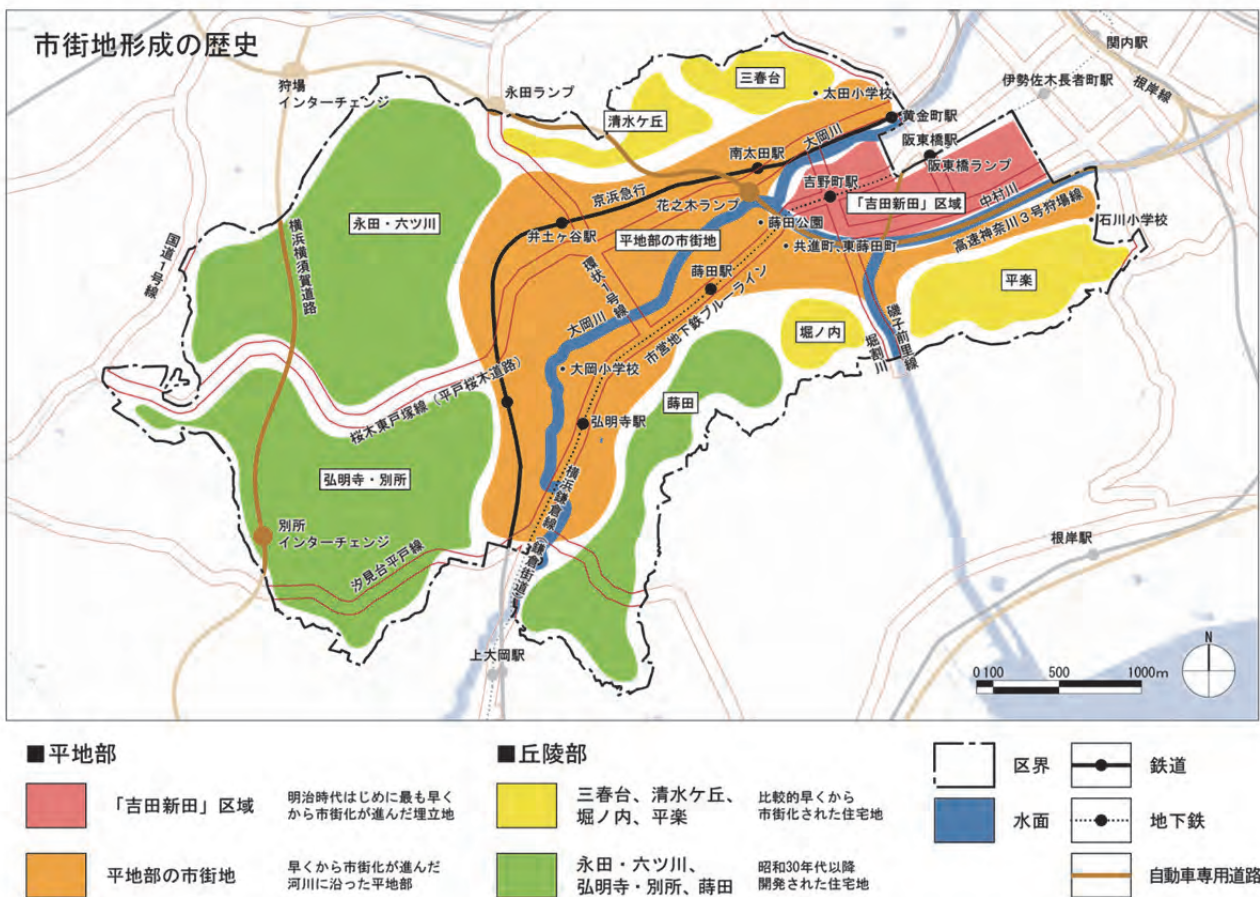 市街地形成の歴史
関内駅
伊勢佐木長者町駅
根岸線
狩場
インターチェンジ
永田ランプ
三春台
太田小学校
清水ケ丘
黄金町駅
大岡川
阪東橋駅
阪東橋ランプ
南太田駅
吉野町駅
京浜急行
花之木ランプ
「吉田新田」区域
中村川
永田・六ツ川
井土ヶ谷駅
平地部の市街地
蒔田公園
共進町、東蒔田町
高速神奈川3号狩場線
石川小学校
国道1号線
横浜横須賀道路
環状1号線
蒔田駅
平楽
大岡川
市営地下鉄ブルーライン
堀ノ内
堀割川
磯子前里線
大岡小学校
桜木東戸塚線(平戸桜木道路)
蒔田
弘明寺駅
弘明寺・別所
横浜鎌倉線(鎌倉街道)
別所
インターチェンジ
汐見台平戸線
根岸駅
上大岡駅
N
0 100 500 1000m
■平地部
「吉田新田」区域
明治時代はじめに最も早く
から市街化が進んだ埋立地
平地部の市街地
早くから市街化が進んだ
河川に沿った平地部
■丘陵部
三春台、清水ケ丘、
堀ノ内、平楽
比較的早くから
市街化された住宅地
永田・六ツ川、
弘明寺・別所、蒔田
昭和30年代以降
開発された住宅地
区界
水面
鉄道
地下鉄
自動車専用道路